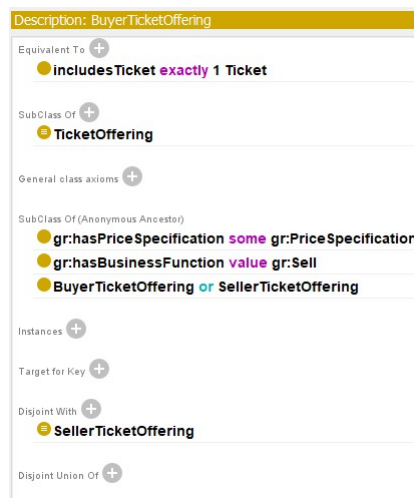 Description: BuyerTicketOffering
Equivalent To
includesTicket exactly 1 Ticket
SubClass Of
TicketOffering
General class axioms
SubClass Of (Anonymous Ancestor)
gr:hasPriceSpecification some gr:PriceSpecification
gr:hasBusinessFunction value gr:Sell
BuyerTicketOffering or SellerTicketOffering
Instances
Target for Key
Disjoint With
SellerTicketOffering
Disjoint Union Of